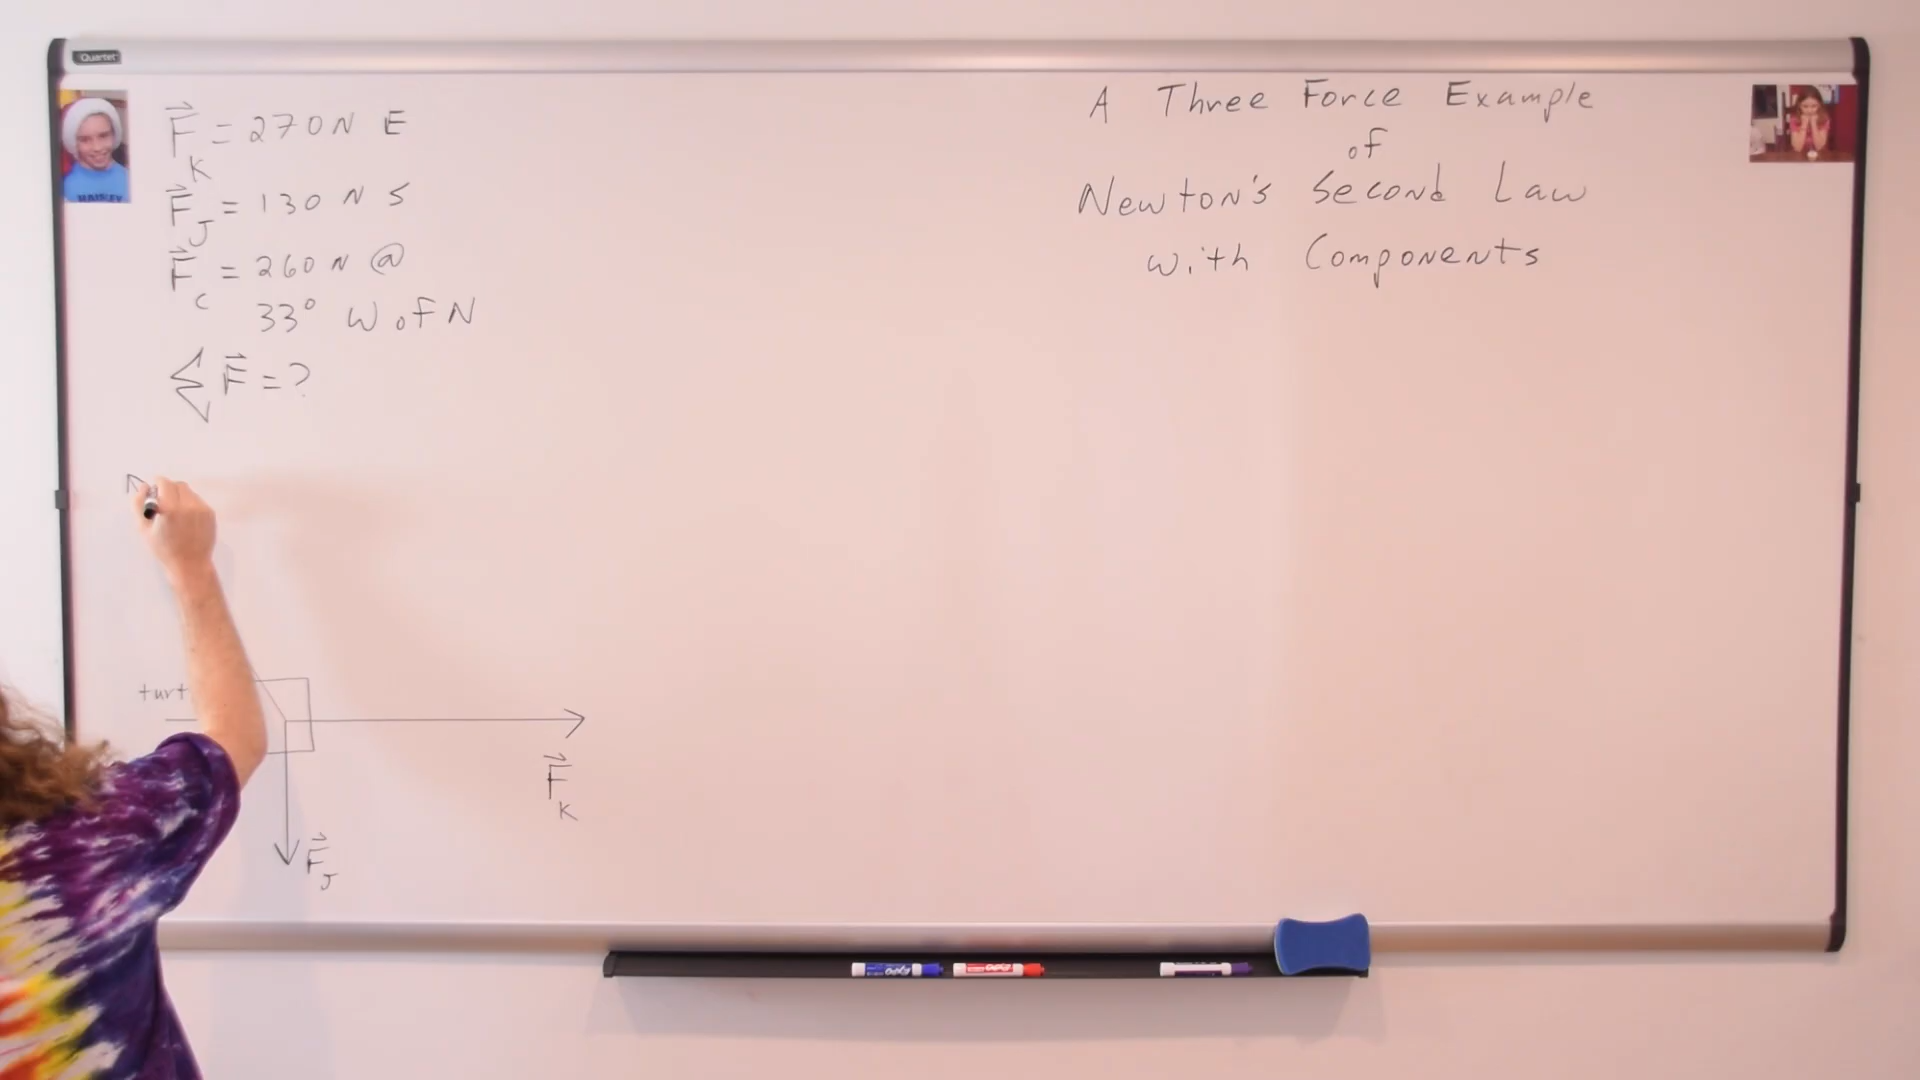 Quartet
F⃗K = 270 N E
F⃗J = 130 N S
F⃗C = 260 N @
33° W of N
∑ F⃗ = ?
A Three Force Example
of
Newton's Second Law
with Components
turt
F⃗K
F⃗J